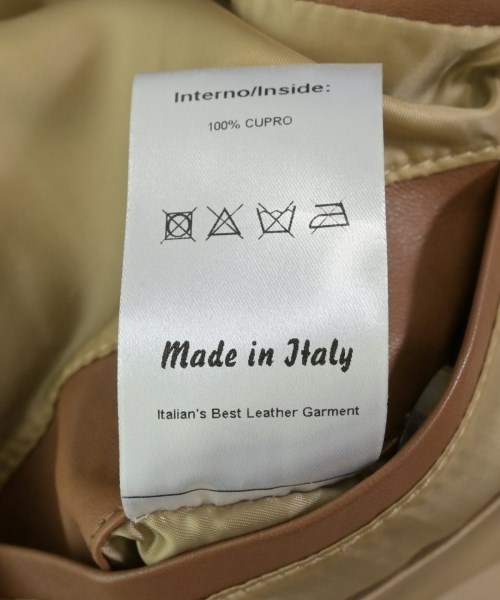 Interno/Inside:
100% CUPRO
Made in Italy
Italian's Best Leather Garment